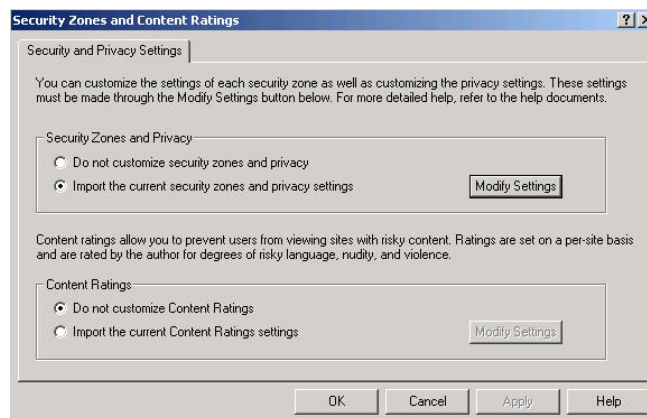 Security Zones and Content Ratings
Security and Privacy Settings
You can customize the settings of each security zone as well as customizing the privacy settings. These settings
must be made through the Modify Settings button below. For more detailed help, refer to the help documents.
Security Zones and Privacy
Do not customize security zones and privacy
Import the current security zones and privacy settings
Modify Settings
Content ratings allow you to prevent users from viewing sites with risky content. Ratings are set on a per-site basis
and are rated by the author for degrees of risky language, nudity, and violence.
Content Ratings
Do not customize Content Ratings
Import the current Content Ratings settings
Modify Settings
OK Cancel Apply Help